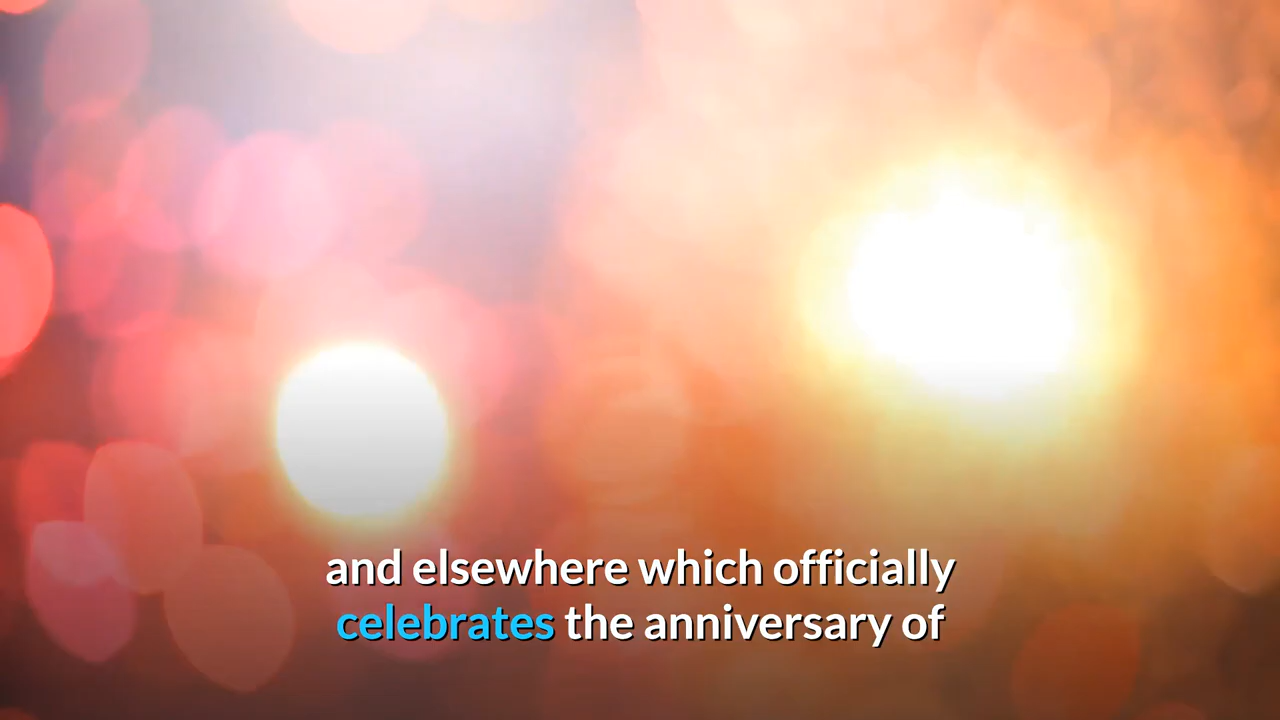 and elsewhere which officially
celebrates the anniversary of